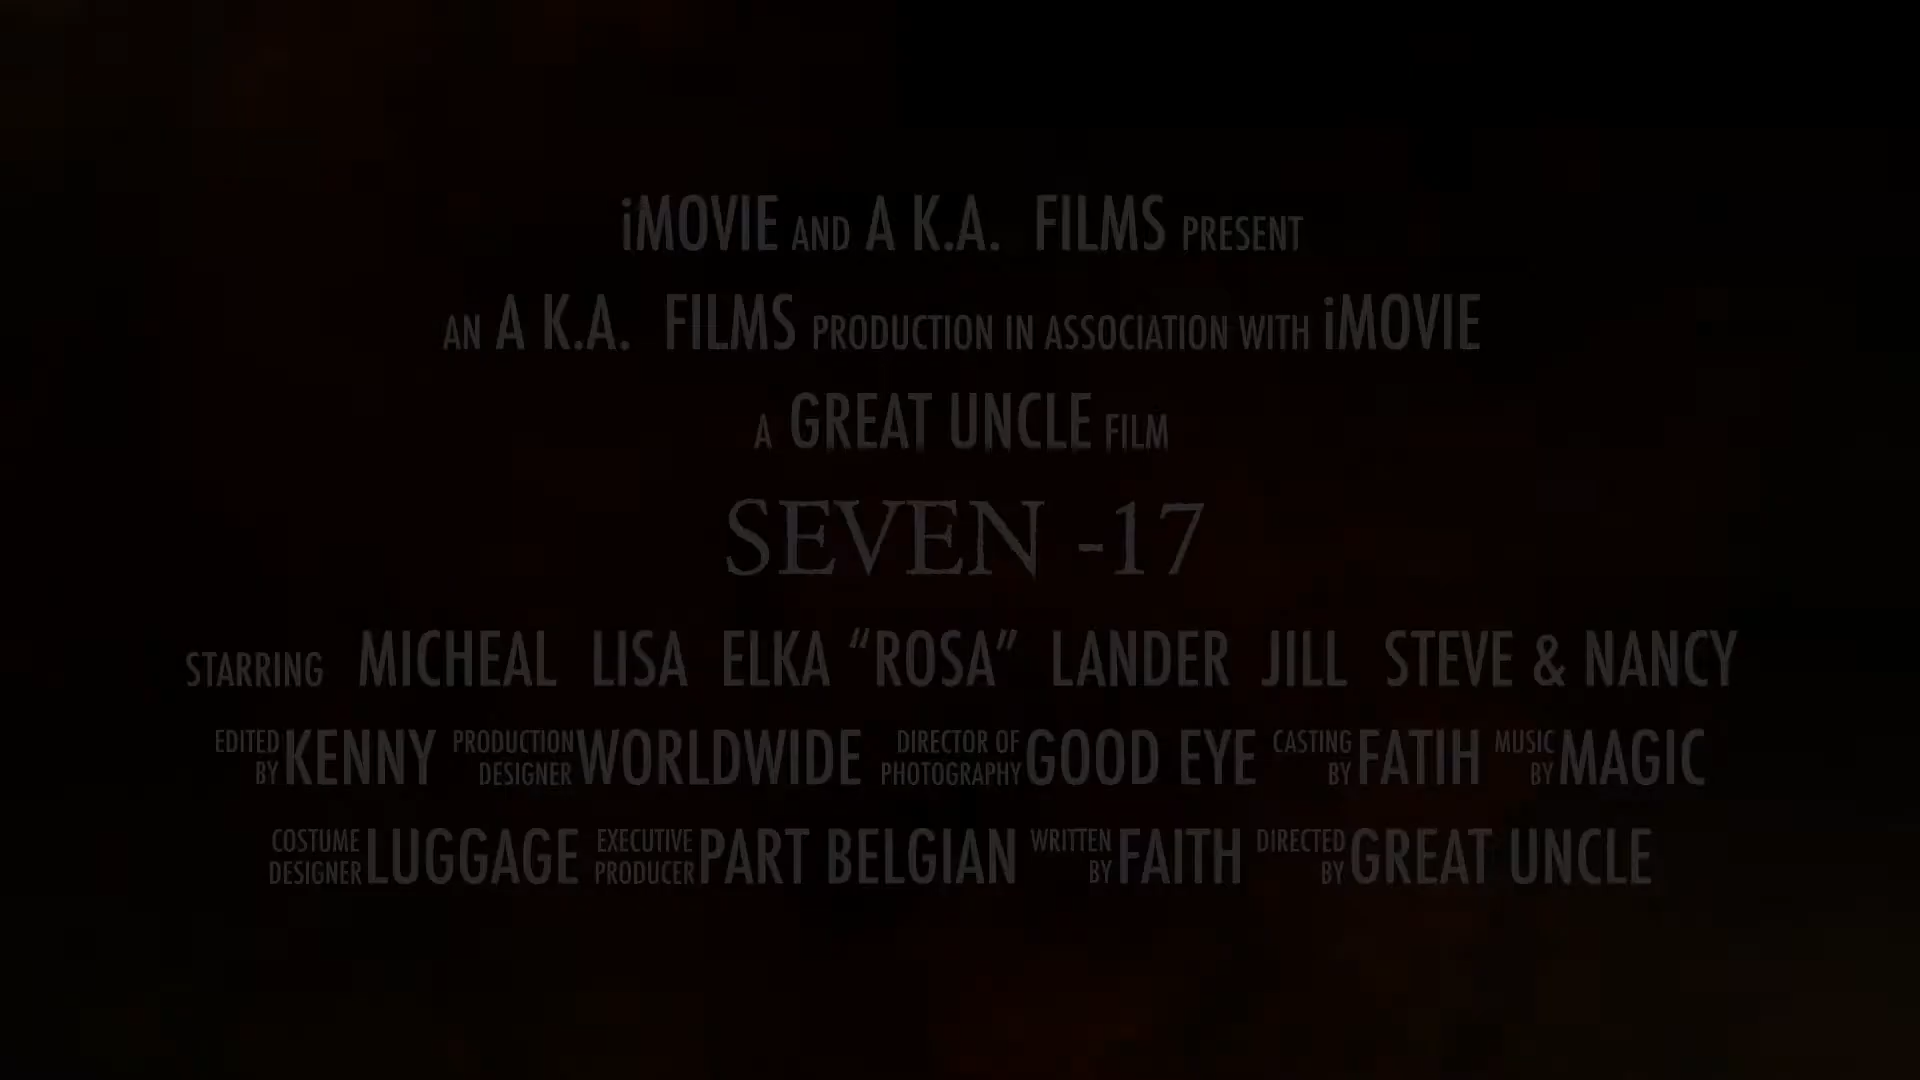 iMOVIE AND A K.A. FILMS PRESENT
AN A K.A. FILMS PRODUCTION IN ASSOCIATION WITH iMOVIE
A GREAT UNCLE FILM
SEVEN -17
STARRING MICHEAL LISA ELKA “ROSA” LANDER JILL STEVE & NANCY
EDITED BY KENNY PRODUCTION DESIGNER WORLDWIDE DIRECTOR OF PHOTOGRAPHY GOOD EYE CASTING BY FATIH MUSIC BY MAGIC
COSTUME DESIGNER LUGGAGE EXECUTIVE PRODUCER PART BELGIAN WRITTEN BY FAITH DIRECTED BY GREAT UNCLE